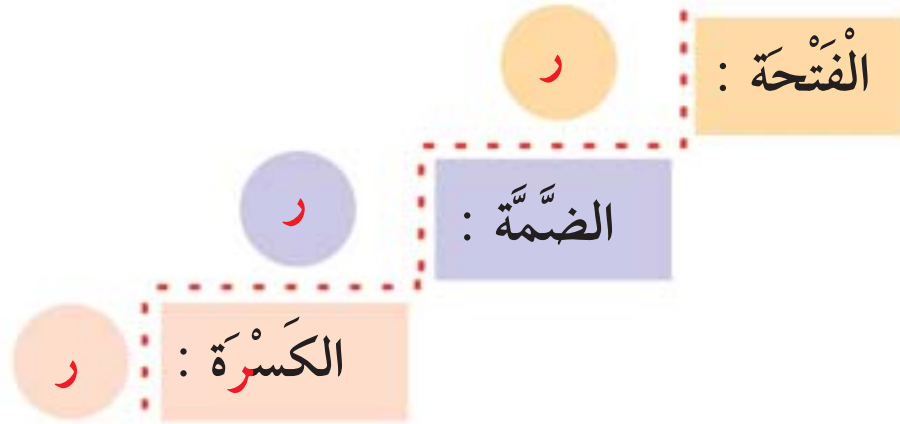 الْفَتْحَة :
ر
الضَّمَّة :
ر
الكَسْرَة :
ر